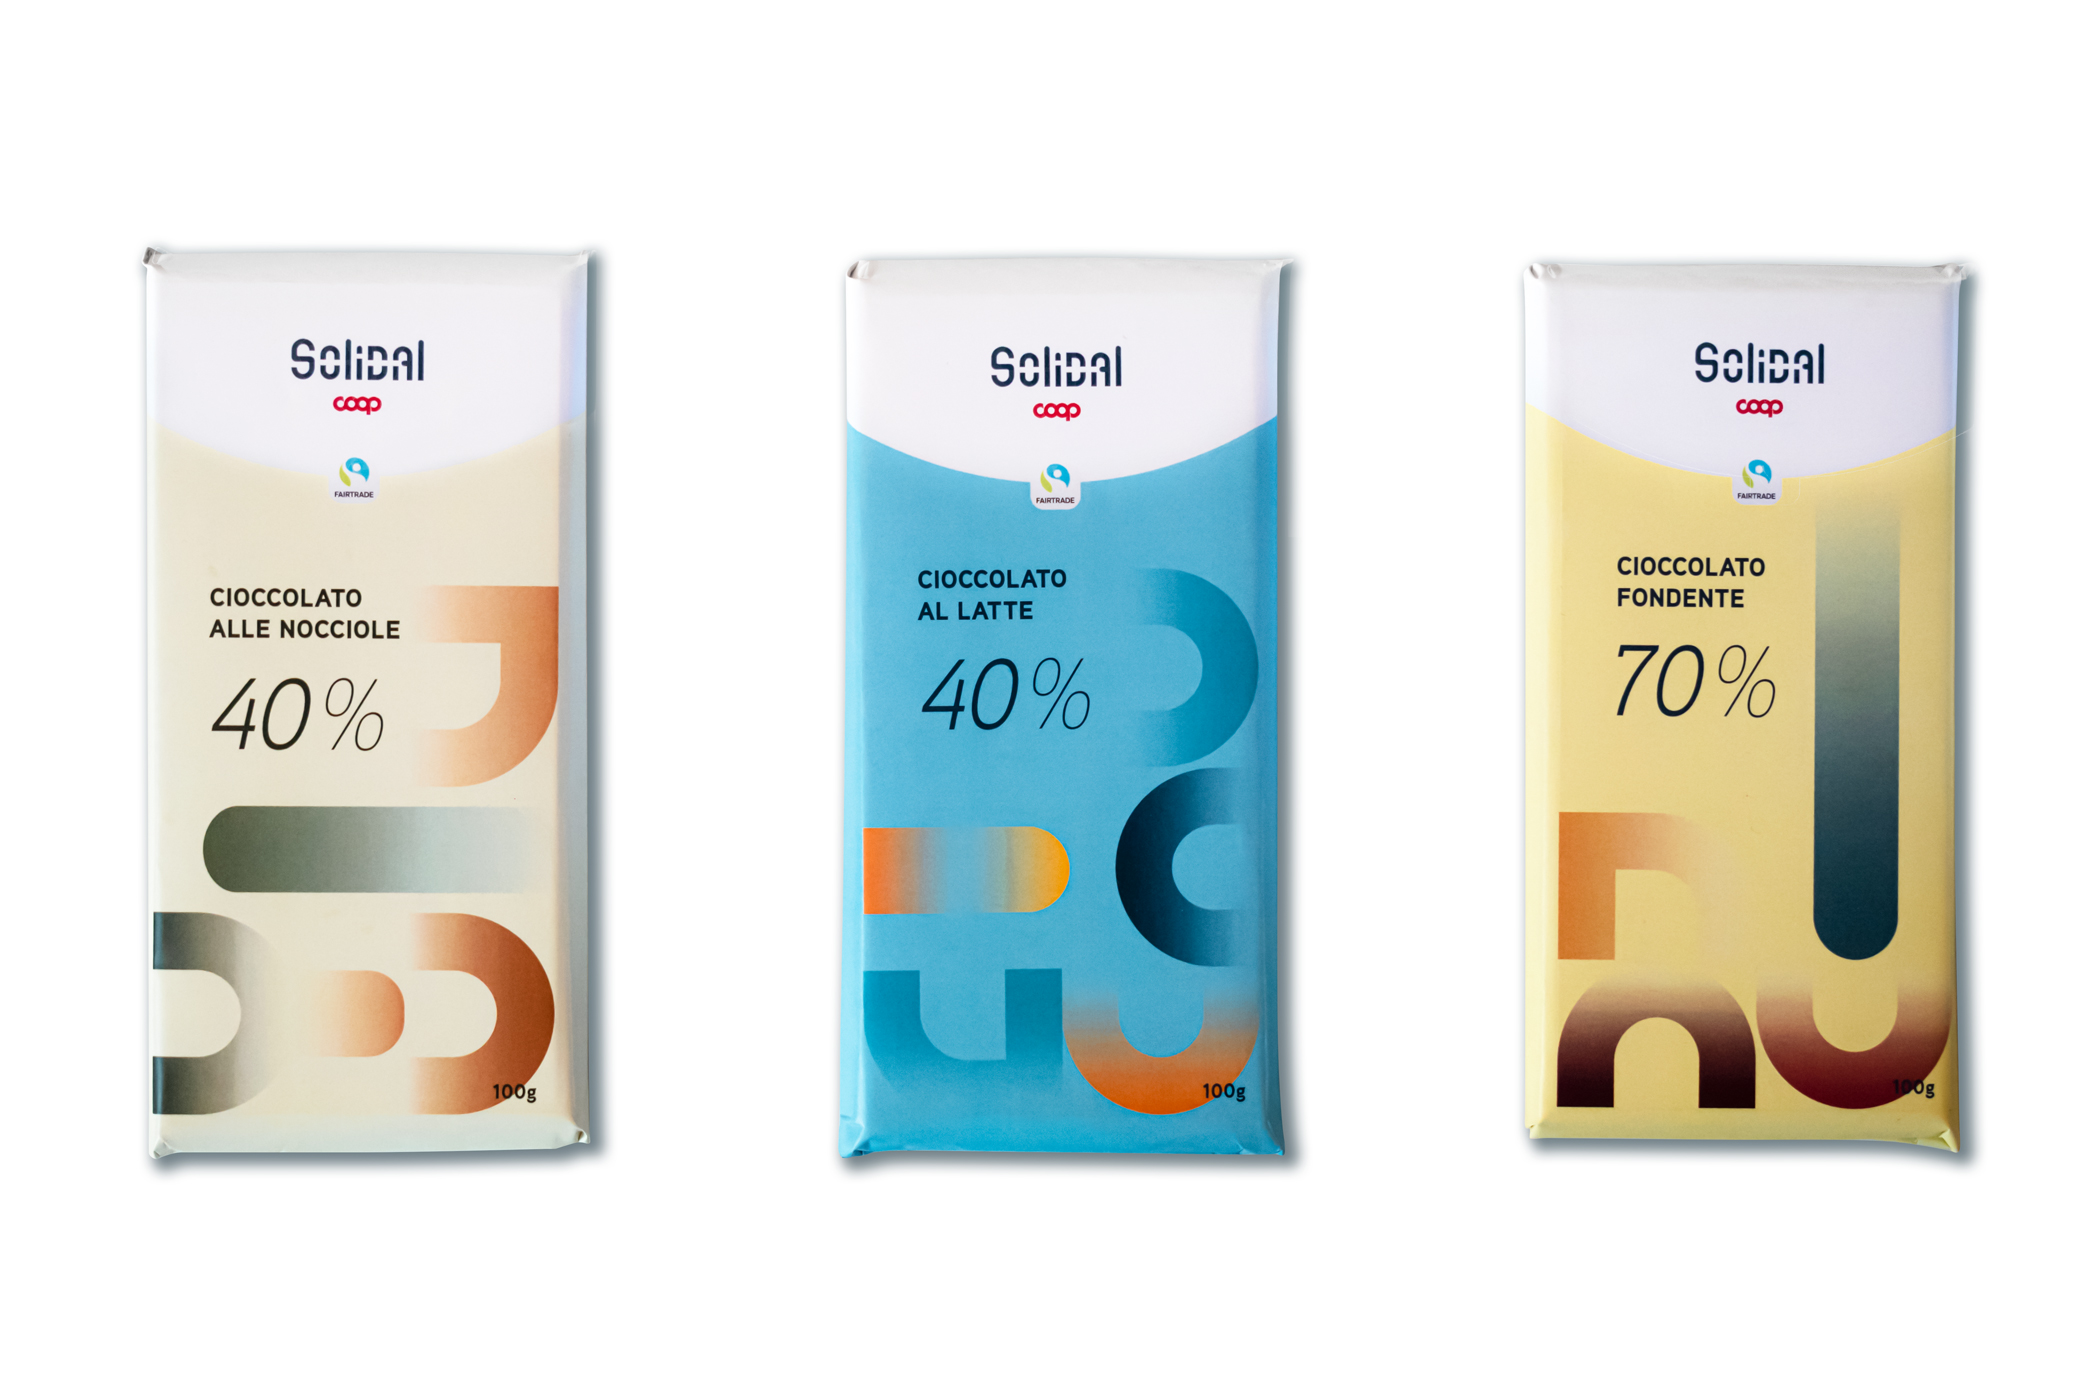 SoliDAl
coop
FAIRTRADE
CIOCCOLATO
ALLE NOCCIOLE
40%
100g
SoliDAl
coop
FAIRTRADE
CIOCCOLATO
AL LATTE
40%
100g
SoliDAl
coop
FAIRTRADE
CIOCCOLATO
FONDENTE
70%
100g